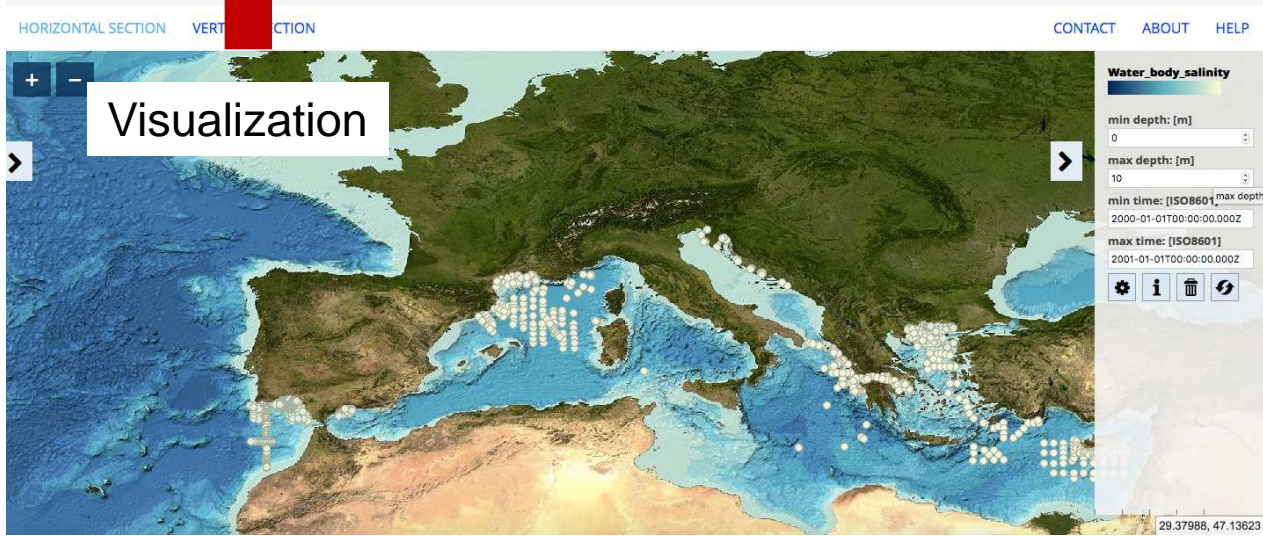 HORIZONTAL SECTION VERT CTION CONTACT ABOUT HELP
+ −
Visualization
Water_body_salinity
min depth: [m]
0
max depth: [m]
10
max depth
min time: [ISO8601]
2000-01-01T00:00:00.000Z
max time: [ISO8601]
2001-01-01T00:00:00.000Z
29.37988, 47.13623